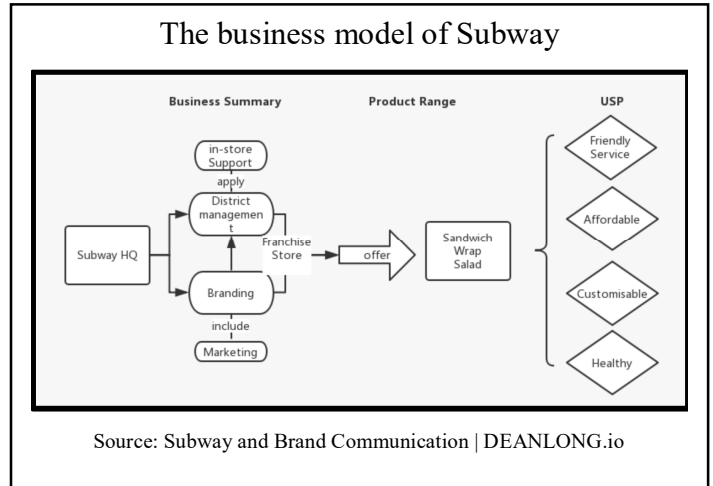 The business model of Subway
Business Summary
Product Range
USP
in-store
Support
apply
District
managemen
t
Subway HQ
Franchise
Store
Branding
include
Marketing
offer
Sandwich
Wrap
Salad
Friendly
Service
Affordable
Customisable
Healthy
Source: Subway and Brand Communication | DEANLONG.io